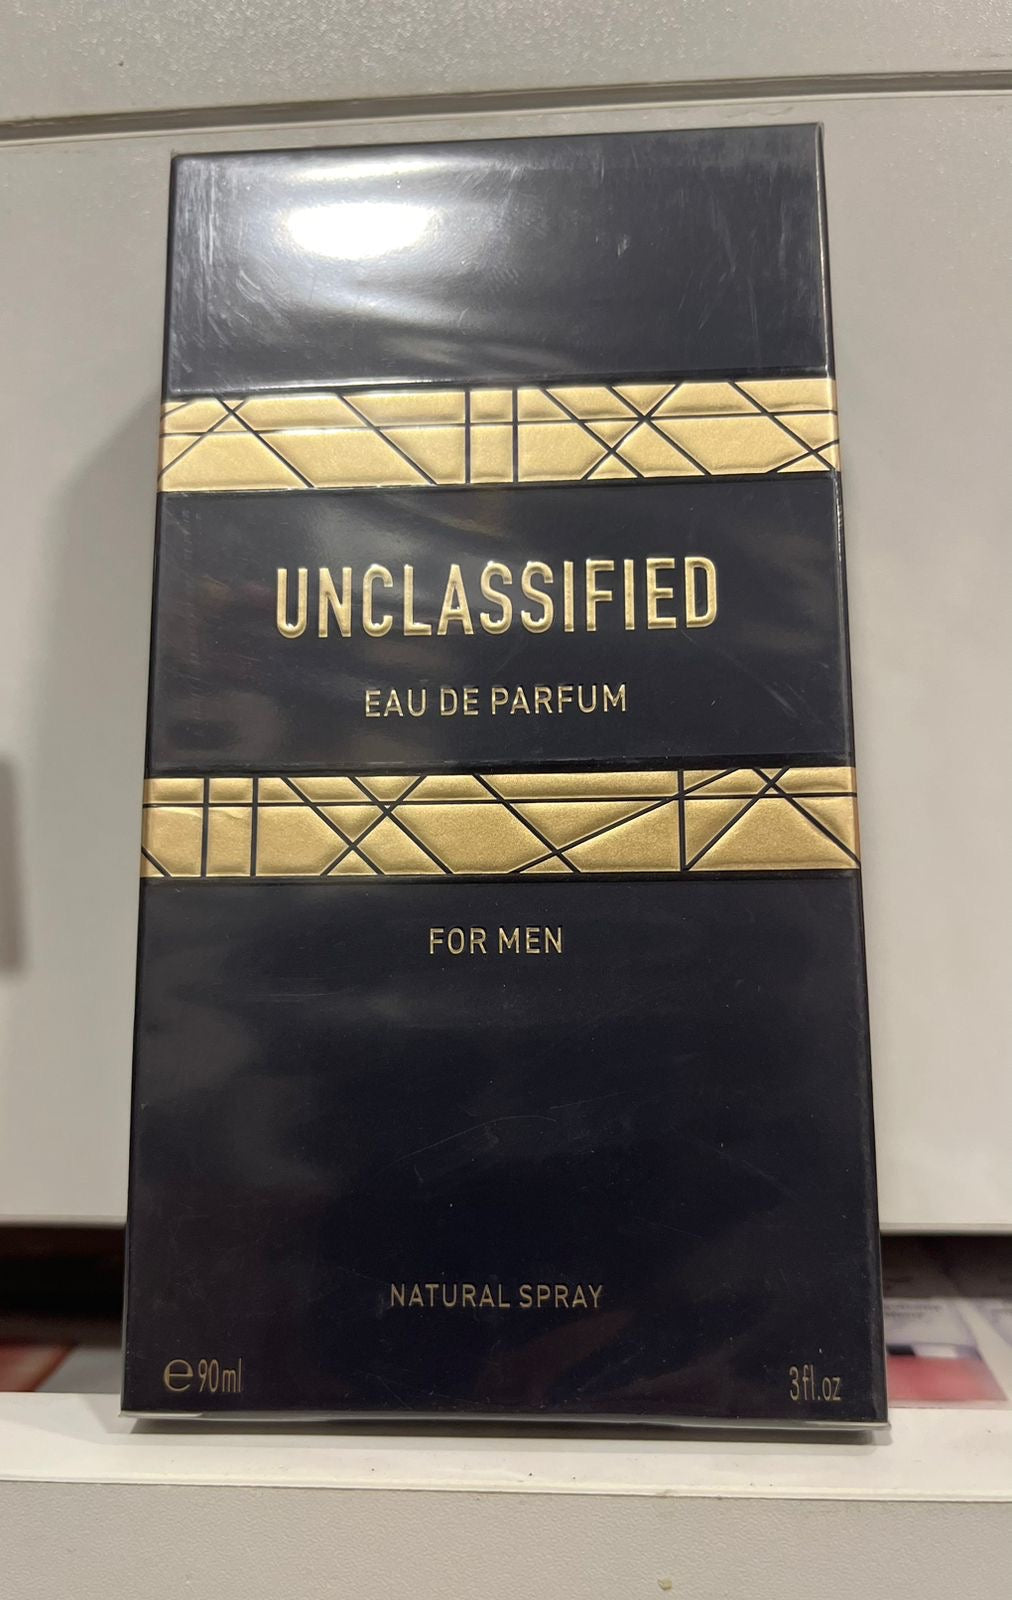 UNCLASSIFIED
EAU DE PARFUM
FOR MEN
NATURAL SPRAY
℮90ml
3fl.oz